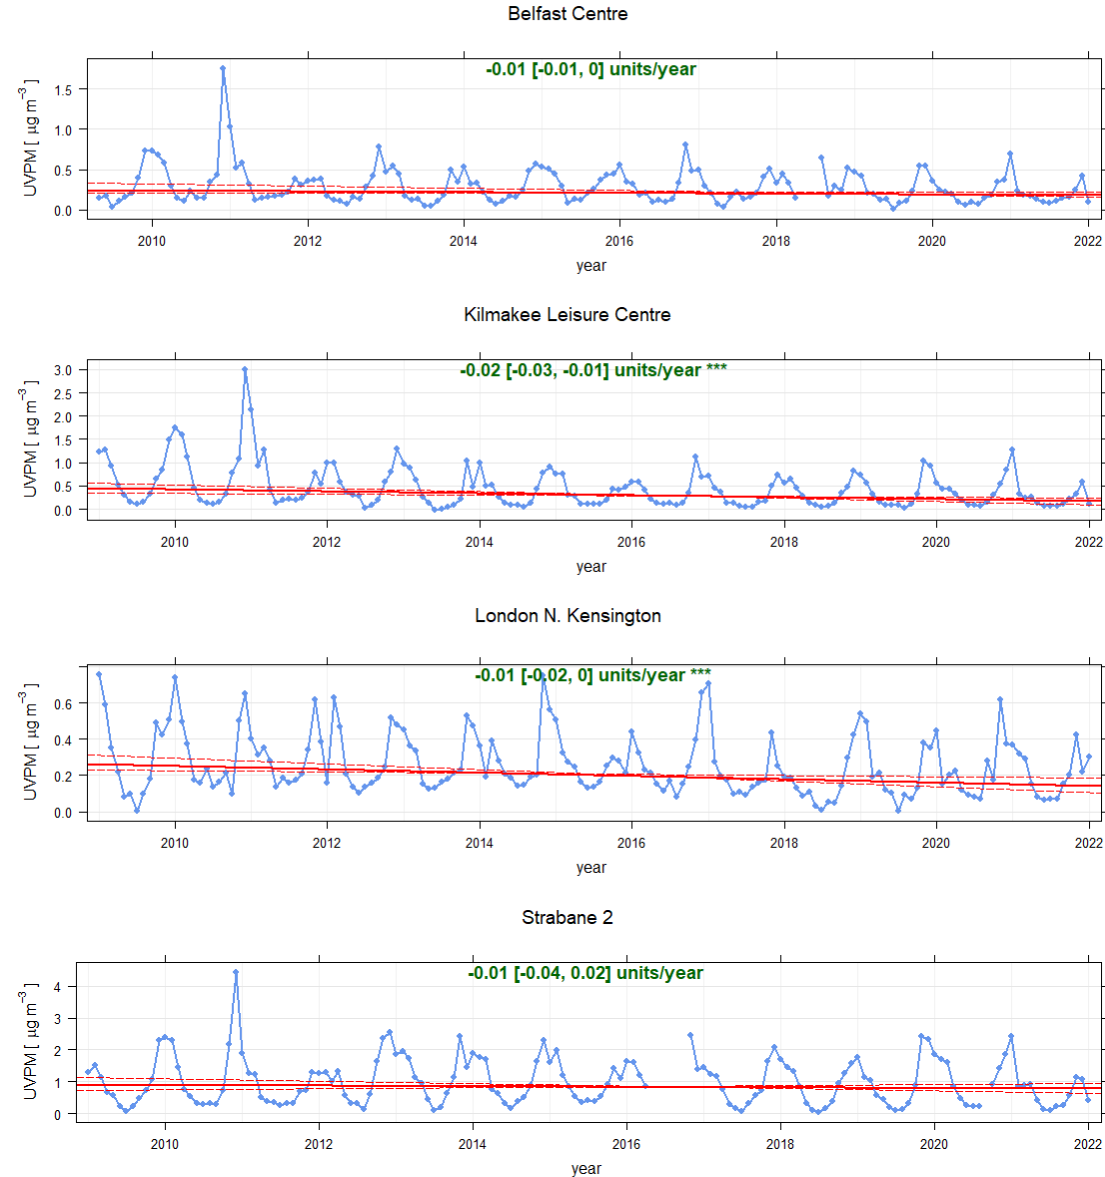 Belfast Centre
-0.01 [-0.01, 0] units/year
UVPM [ µg m⁻³ ]
1.5
1.0
0.5
0.0
2010 2012 2014 2016 2018 2020 2022
year
Kilmakee Leisure Centre
-0.02 [-0.03, -0.01] units/year ***
UVPM [ µg m⁻³ ]
3.0
2.5
2.0
1.5
1.0
0.5
0.0
2010 2012 2014 2016 2018 2020 2022
year
London N. Kensington
-0.01 [-0.02, 0] units/year ***
UVPM [ µg m⁻³ ]
0.6
0.4
0.2
0.0
2010 2012 2014 2016 2018 2020 2022
year
Strabane 2
-0.01 [-0.04, 0.02] units/year
UVPM [ µg m⁻³ ]
4
3
2
1
0
2010 2012 2014 2016 2018 2020 2022
year